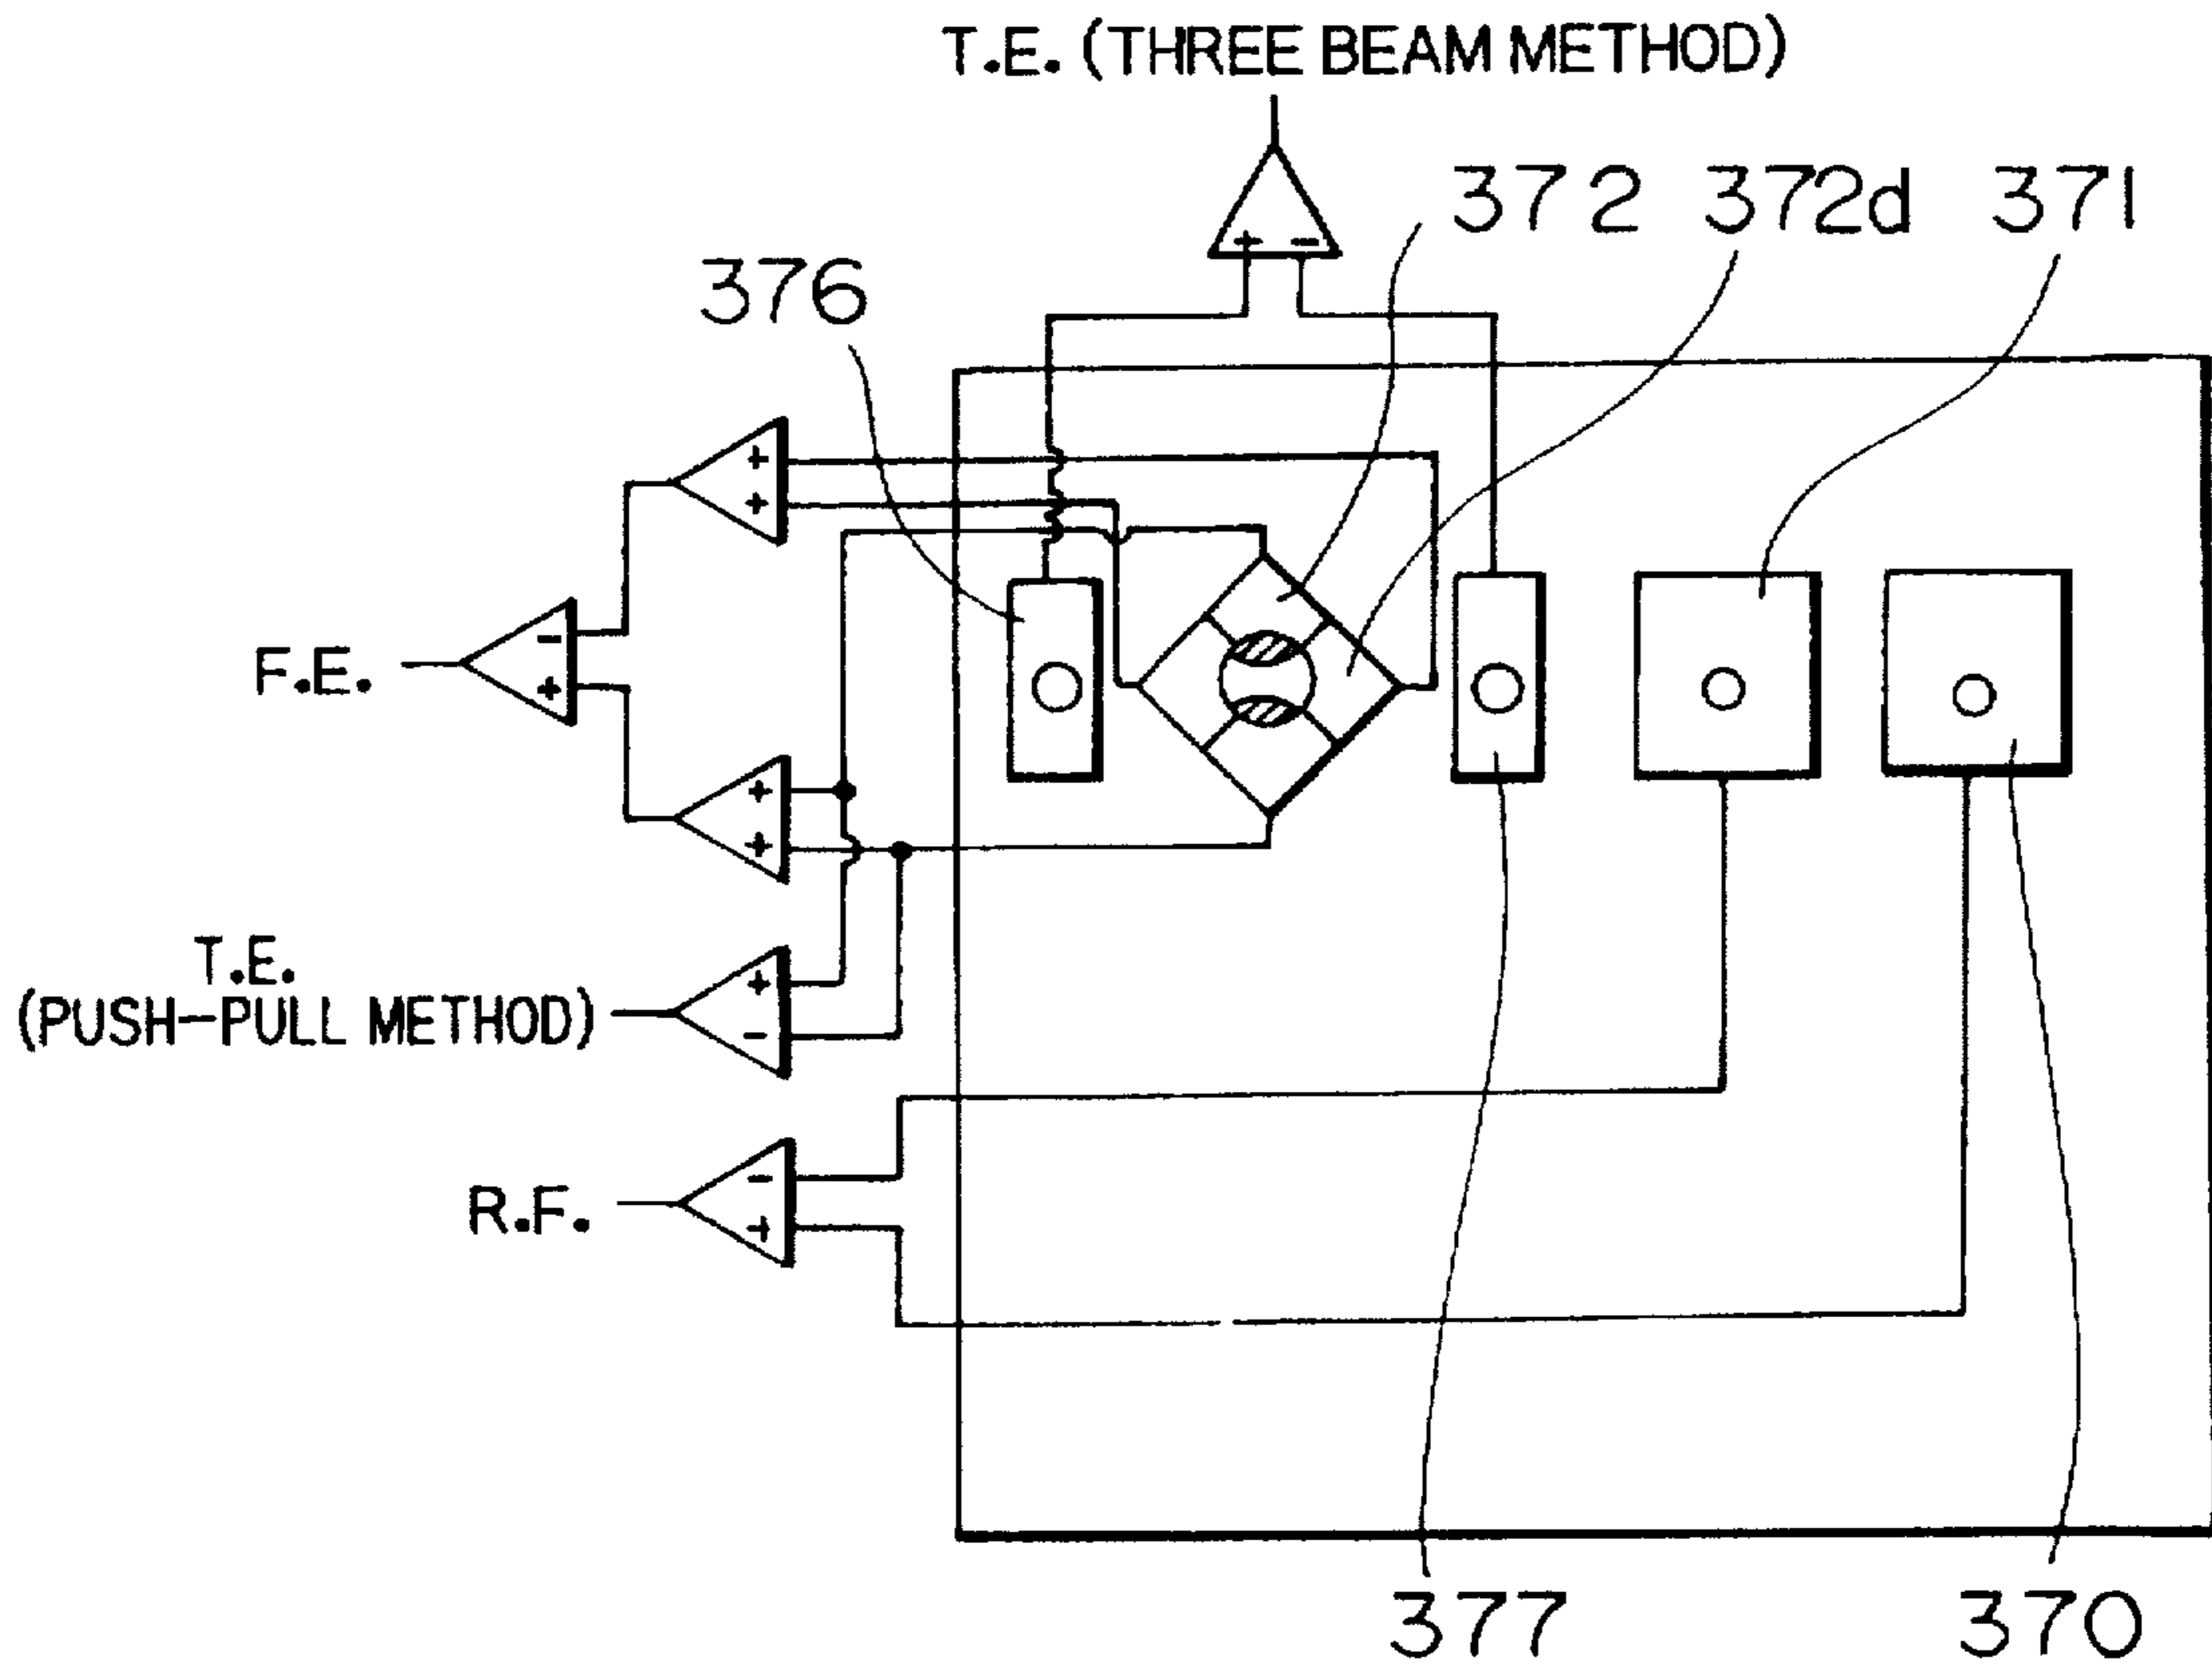 T.E. (THREE BEAM METHOD)
372 372d 371
376
+ -
+
+
F.E.
-
+
+
+
T.E.
(PUSH-PULL METHOD)
+
-
R.F.
-
+
377
370